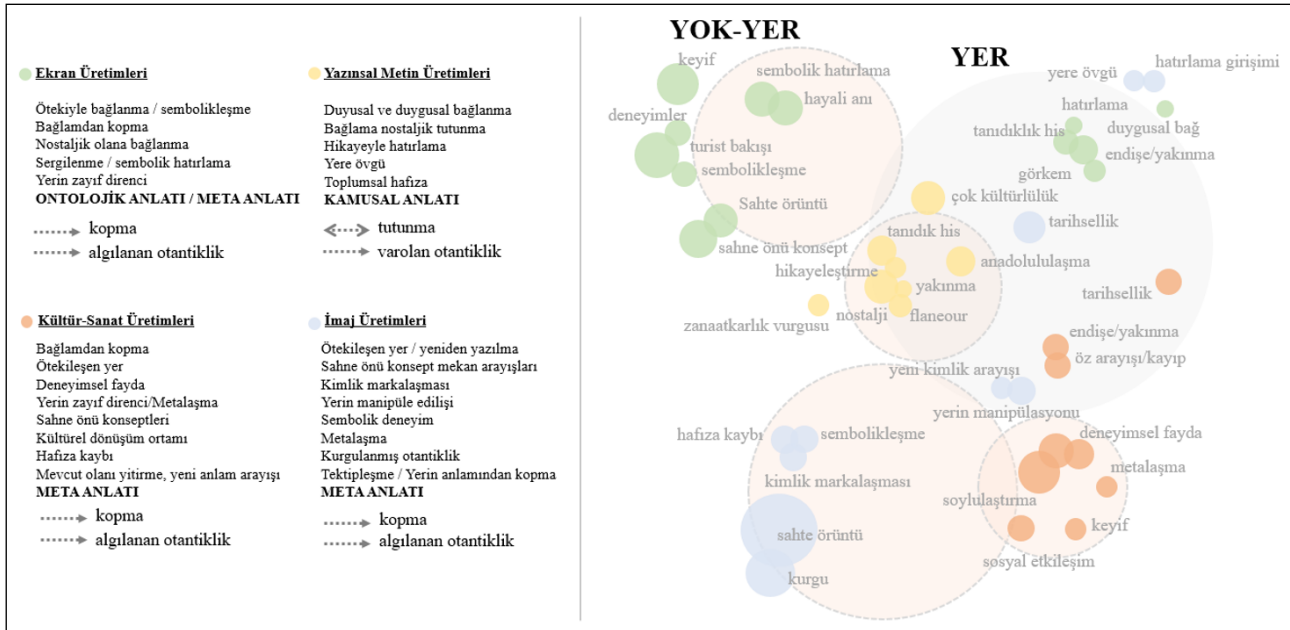 Ekran Üretimleri
Ötekiyle bağlanma / sembolikleşme
Bağlamdan kopma
Nostaljik olana bağlanma
Sergilenme / sembolik hatırlama
Yerin zayıf direnci
ONTOLOJİK ANLATI / META ANLATI
kopma
algılanan otantiklik
Yazınsal Metin Üretimleri
Duyusal ve duygusal bağlanma
Bağlama nostaljik tutunma
Hikayeyle hatırlama
Yere övgü
Toplumsal hafıza
KAMUSAL ANLATI
tutunma
varolan otantiklik
Kültür-Sanat Üretimleri
Bağlamdan kopma
Ötekileşen yer
Deneyimsel fayda
Yerin zayıf direnci/Metalaşma
Sahne önü konseptleri
Kültürel dönüşüm ortamı
Hafıza kaybı
Mevcut olanı yitirme, yeni anlam arayışı
META ANLATI
kopma
algılanan otantiklik
İmaj Üretimleri
Ötekileşen yer / yeniden yazılma
Sahne önü konsept mekan arayışları
Kimlik markalaşması
Yerin manipüle edilişi
Sembolik deneyim
Metalaşma
Kurgulanmış otantiklik
Tektipleşme / Yerin anlamından kopma
META ANLATI
kopma
algılanan otantiklik
YOK-YER
YER
keyif
sembolik hatırlama
hayali anı
deneyimler
turist bakışı
sembolikleşme
Sahte örüntü
sahne önü konsept
yere övgü
hatırlama girişimi
hatırlama
tanıdıklık his
duygusal bağ
endişe/yakınma
görkem
çok kültürlülük
tarihsellik
tanıdık his
hikayeleştirme
anadolululaşma
yakınma
nostalji
flaneour
zanaatkarlık vurgusu
tarihsellik
endişe/yakınma
öz arayışı/kayıp
yeni kimlik arayışı
yerin manipülasyonu
hafıza kaybı
sembolikleşme
kimlik markalaşması
sahte örüntü
kurgu
deneyimsel fayda
metalaşma
soylulaştırma
keyif
sosyal etkileşim